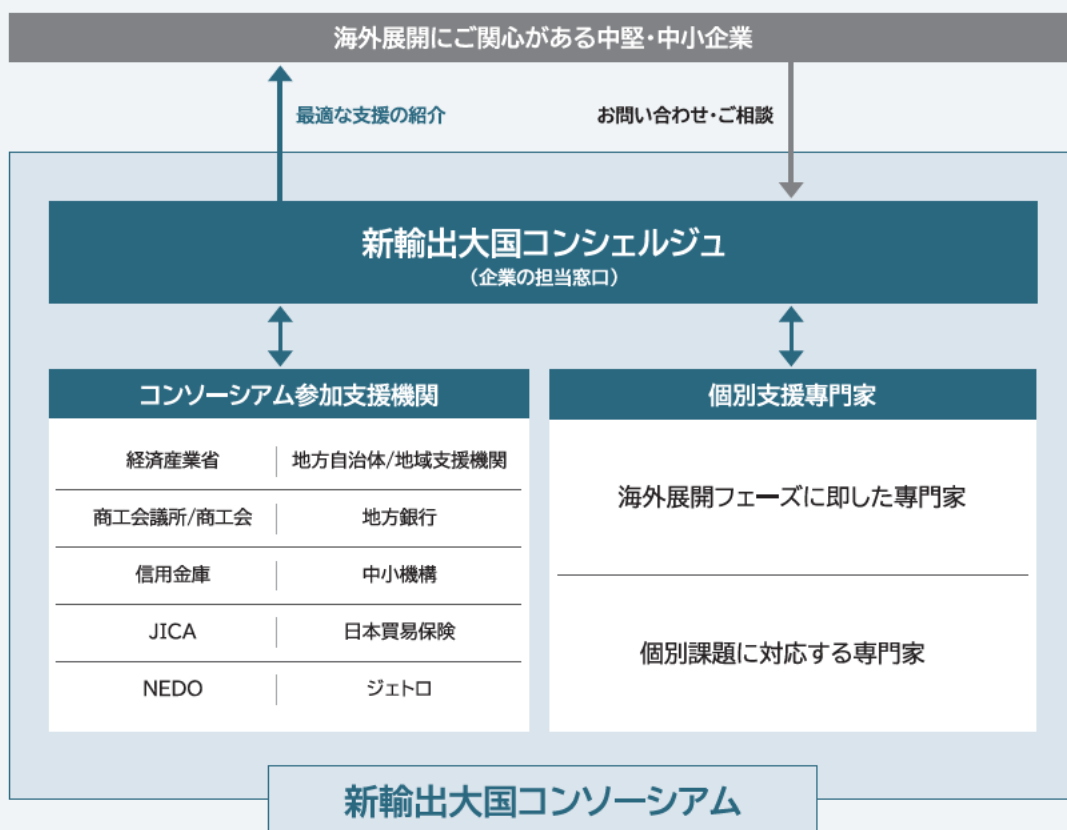 海外展開にご関心がある中堅・中小企業
最適な支援の紹介
お問い合わせ・ご相談
新輸出大国コンシェルジュ
（企業の担当窓口）
コンソーシアム参加支援機関
経済産業省 地方自治体/地域支援機関
商工会議所/商工会 地方銀行
信用金庫 中小機構
JICA 日本貿易保険
NEDO ジェトロ
個別支援専門家
海外展開フェーズに即した専門家
個別課題に対応する専門家
新輸出大国コンソーシアム